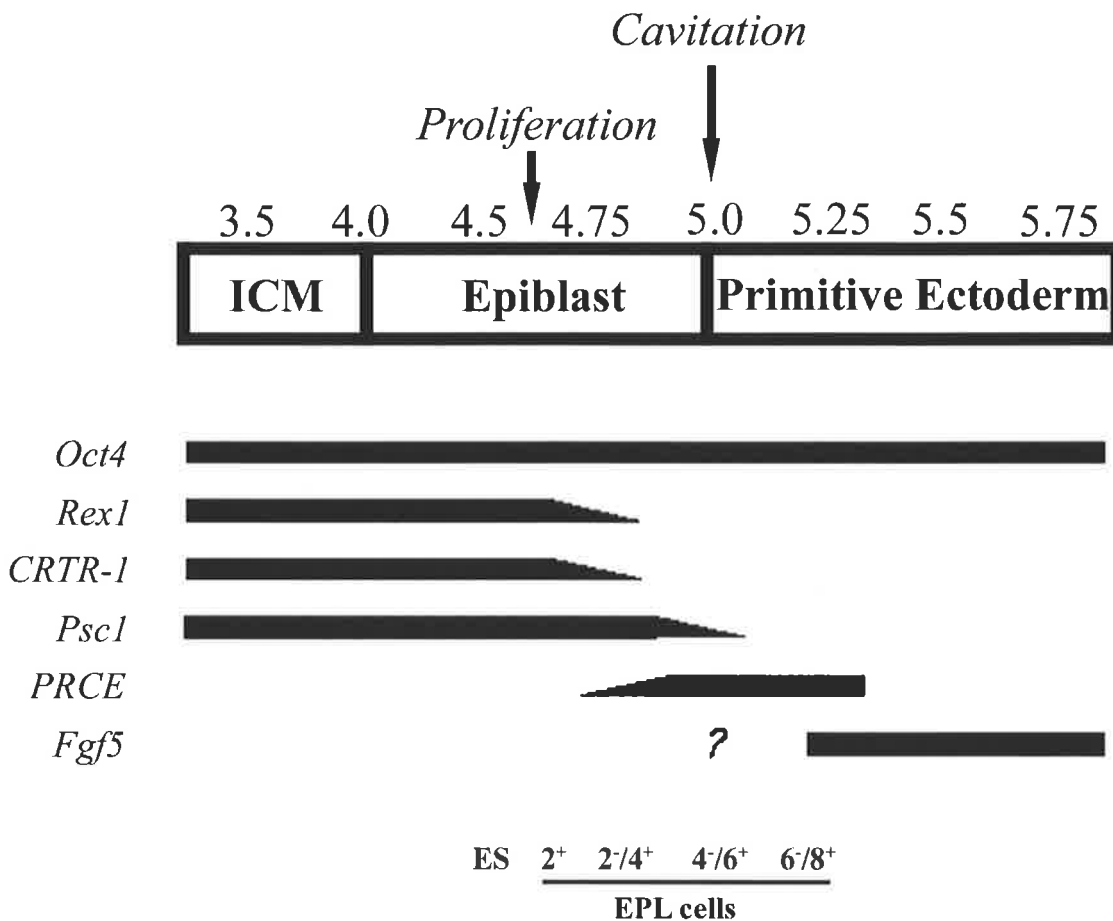 Cavitation
Proliferation
3.5 4.0 4.5 4.75 5.0 5.25 5.5 5.75
ICM Epiblast Primitive Ectoderm
Oct4
Rex1
CRTR-1
Psc1
PRCE
Fgf5 ?
ES 2⁺ 2⁻/4⁺ 4⁻/6⁺ 6⁻/8⁺
EPL cells